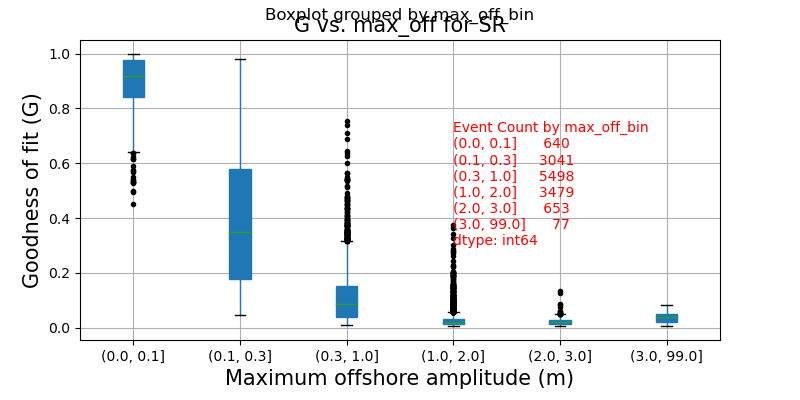 Boxplot grouped by max_off_bin
G vs. max_off for SR
Goodness of fit (G)
1.0
0.8
0.6
0.4
0.2
0.0
Event Count by max_off_bin
(0.0, 0.1] 640
(0.1, 0.3] 3041
(0.3, 1.0] 5498
(1.0, 2.0] 3479
(2.0, 3.0] 653
(3.0, 99.0] 77
dtype: int64
(0.0, 0.1] (0.1, 0.3] (0.3, 1.0] (1.0, 2.0] (2.0, 3.0] (3.0, 99.0]
Maximum offshore amplitude (m)